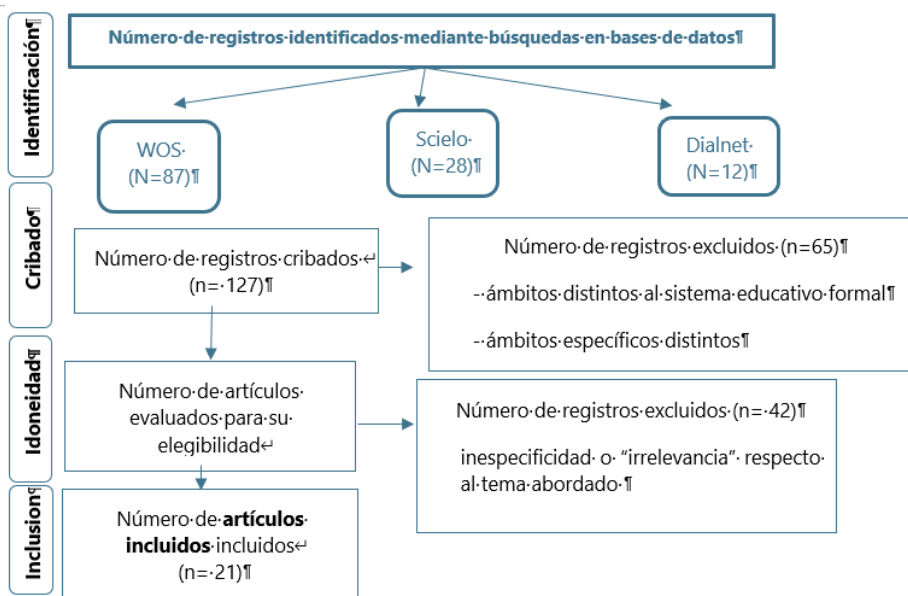 Identificación¶
Número·de·registros·identificados·mediante·búsquedas·en·bases·de·datos¶
WOS·
(N=87)¶
Scielo·
(N=28)¶
Dialnet·
(N=12)¶
Cribado¶
Número·de·registros·cribados·↵
(n=·127)¶
Número·de·registros·excluidos·(n=65)¶
-·ámbitos·distintos·al·sistema·educativo·formal¶
-·ámbitos·específicos·distintos¶
Idoneidad¶
Número·de·artículos·
evaluados·para·su·
elegibilidad↵
Número·de·registros·excluidos·(n=·42)¶
inespecificidad· o· “irrelevancia”· respecto·
al·tema·abordado·¶
Inclusion¶
Número·de·artículos·
incluidos·incluidos↵
(n=·21)¶